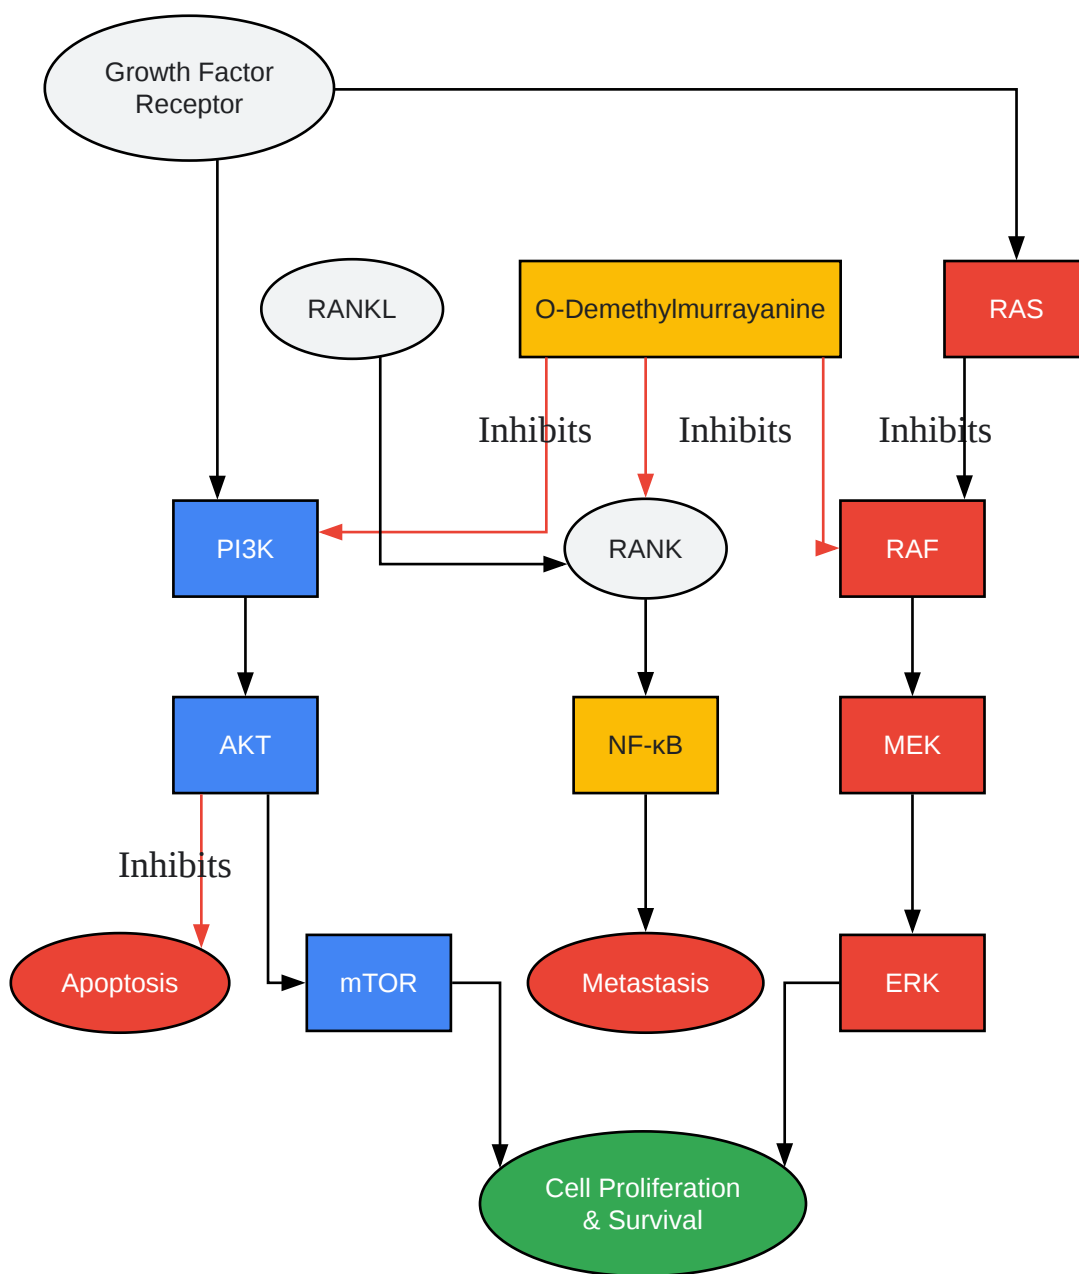 Growth Factor
Receptor
RANKL
O-Demethylmurrayanine
RAS
Inhibits
Inhibits
Inhibits
PI3K
RANK
RAF
AKT
NF-κB
MEK
Inhibits
Apoptosis
mTOR
Metastasis
ERK
Cell Proliferation
& Survival